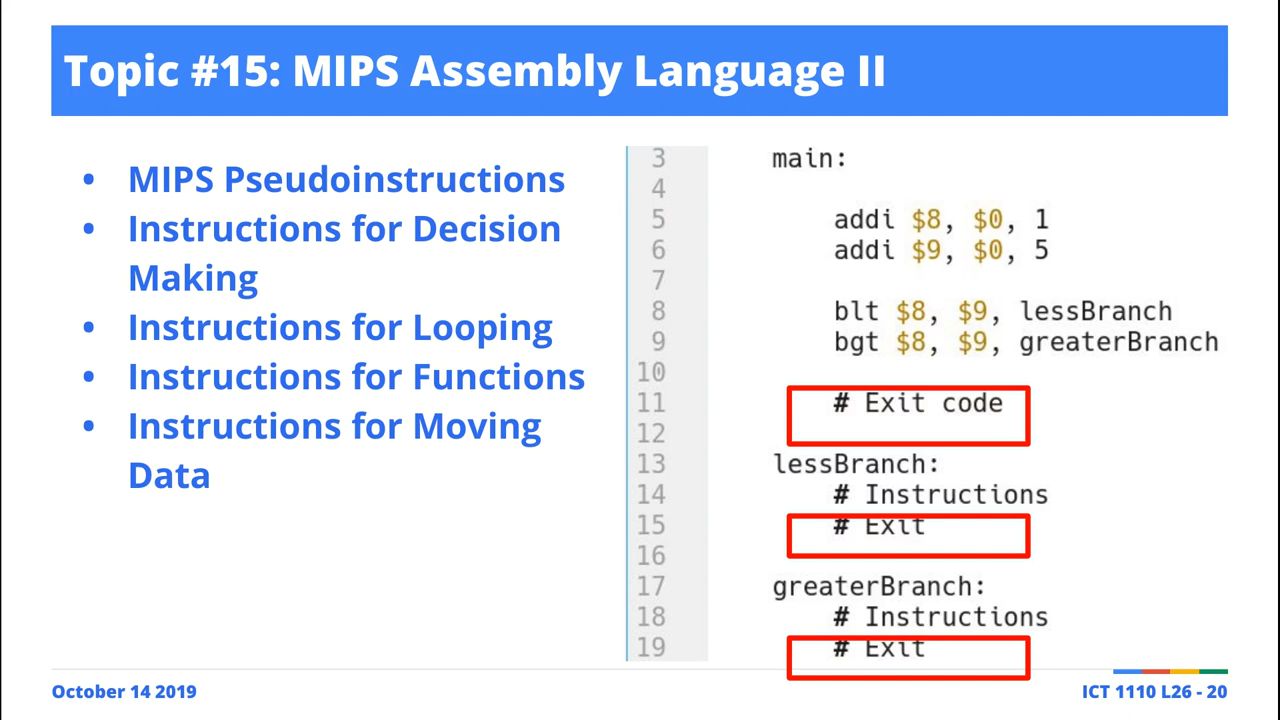 Topic #15: MIPS Assembly Language II
• MIPS Pseudoinstructions
• Instructions for Decision
Making
• Instructions for Looping
• Instructions for Functions
• Instructions for Moving
Data
3 main:
4
5 addi $8, $0, 1
6 addi $9, $0, 5
7
8 blt $8, $9, lessBranch
9 bgt $8, $9, greaterBranch
10
11 # Exit code
12
13 lessBranch:
14 # Instructions
15 # Exit
16
17 greaterBranch:
18 # Instructions
19 # Exit
October 14 2019
ICT 1110 L26 - 20